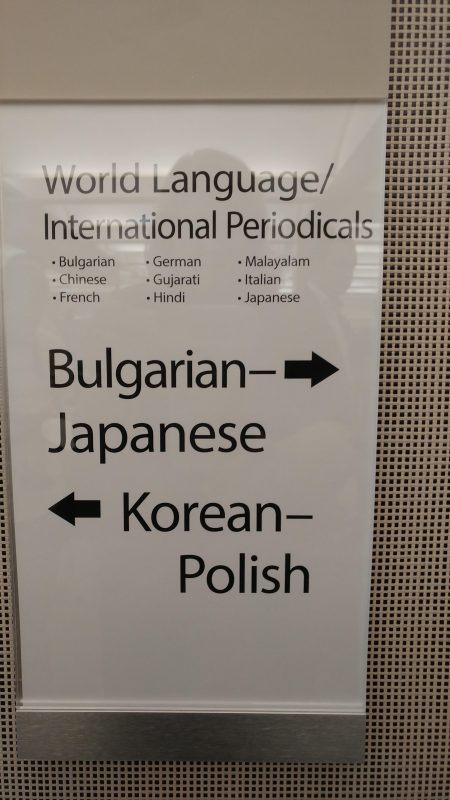 World Language/
International Periodicals
• Bulgarian • German • Malayalam
• Chinese • Gujarati • Italian
• French • Hindi • Japanese
Bulgarian– ➡
Japanese
⬅ Korean–
Polish